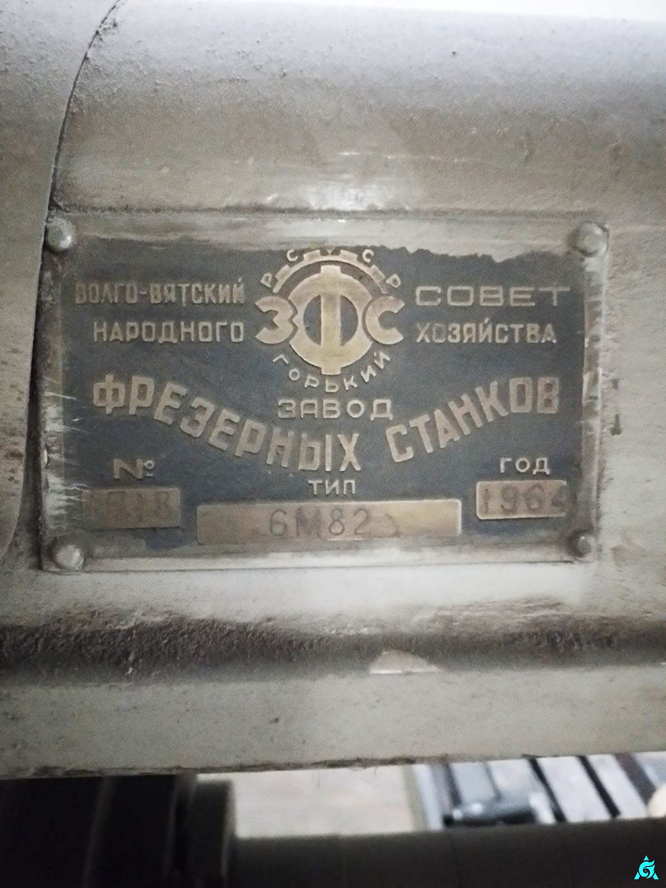 РСФСР
ВОЛГО-ВЯТСКИЙ СОВЕТ
ЗФС
НАРОДНОГО ХОЗЯЙСТВА
ГОРЬКИЙ
ЗАВОД
ФРЕЗЕРНЫХ СТАНКОВ
№ ТИП ГОД
6М82 1964